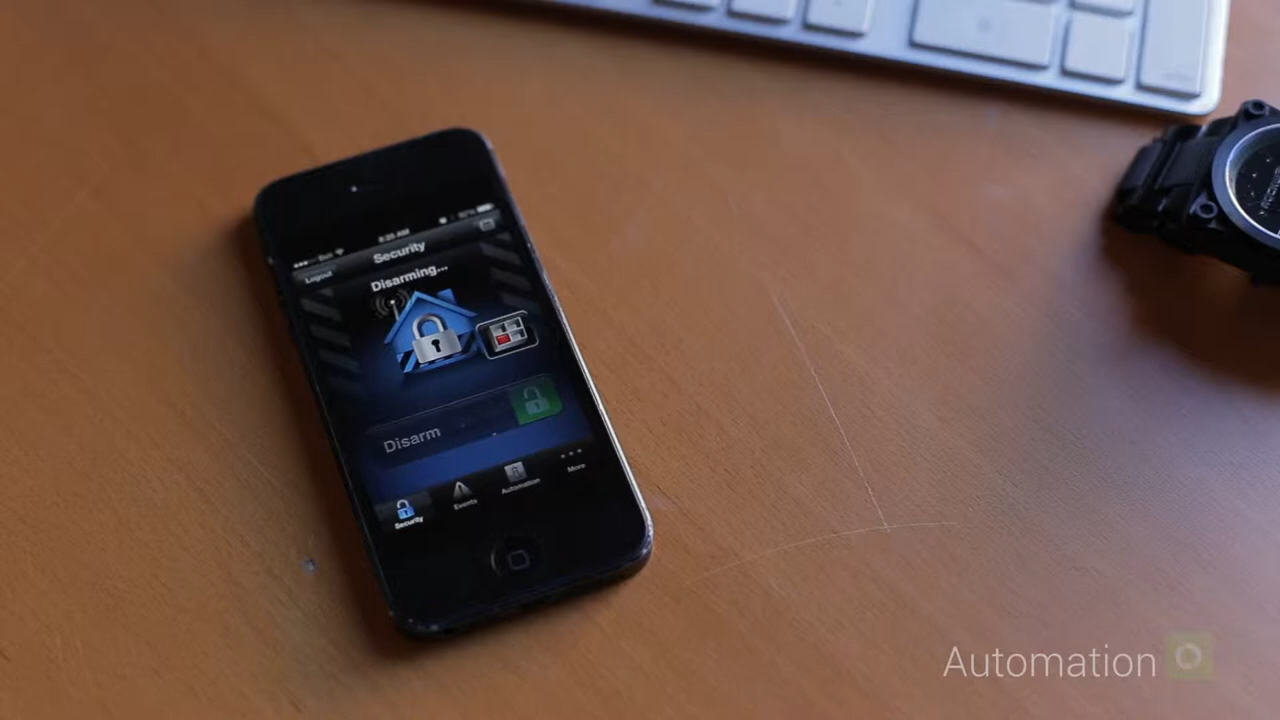 Security
Logout
Disarming...
Disarm
Security
Events
Automation
More
Automation